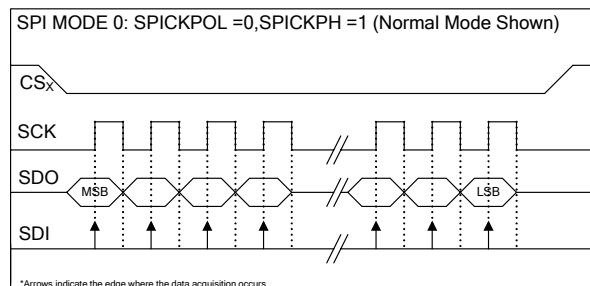 SPI MODE 0: SPICKPOL =0,SPICKPH =1 (Normal Mode Shown)
CSX
SCK
SDO
MSB
LSB
SDI
*Arrows indicate the edge where the data acquisition occurs